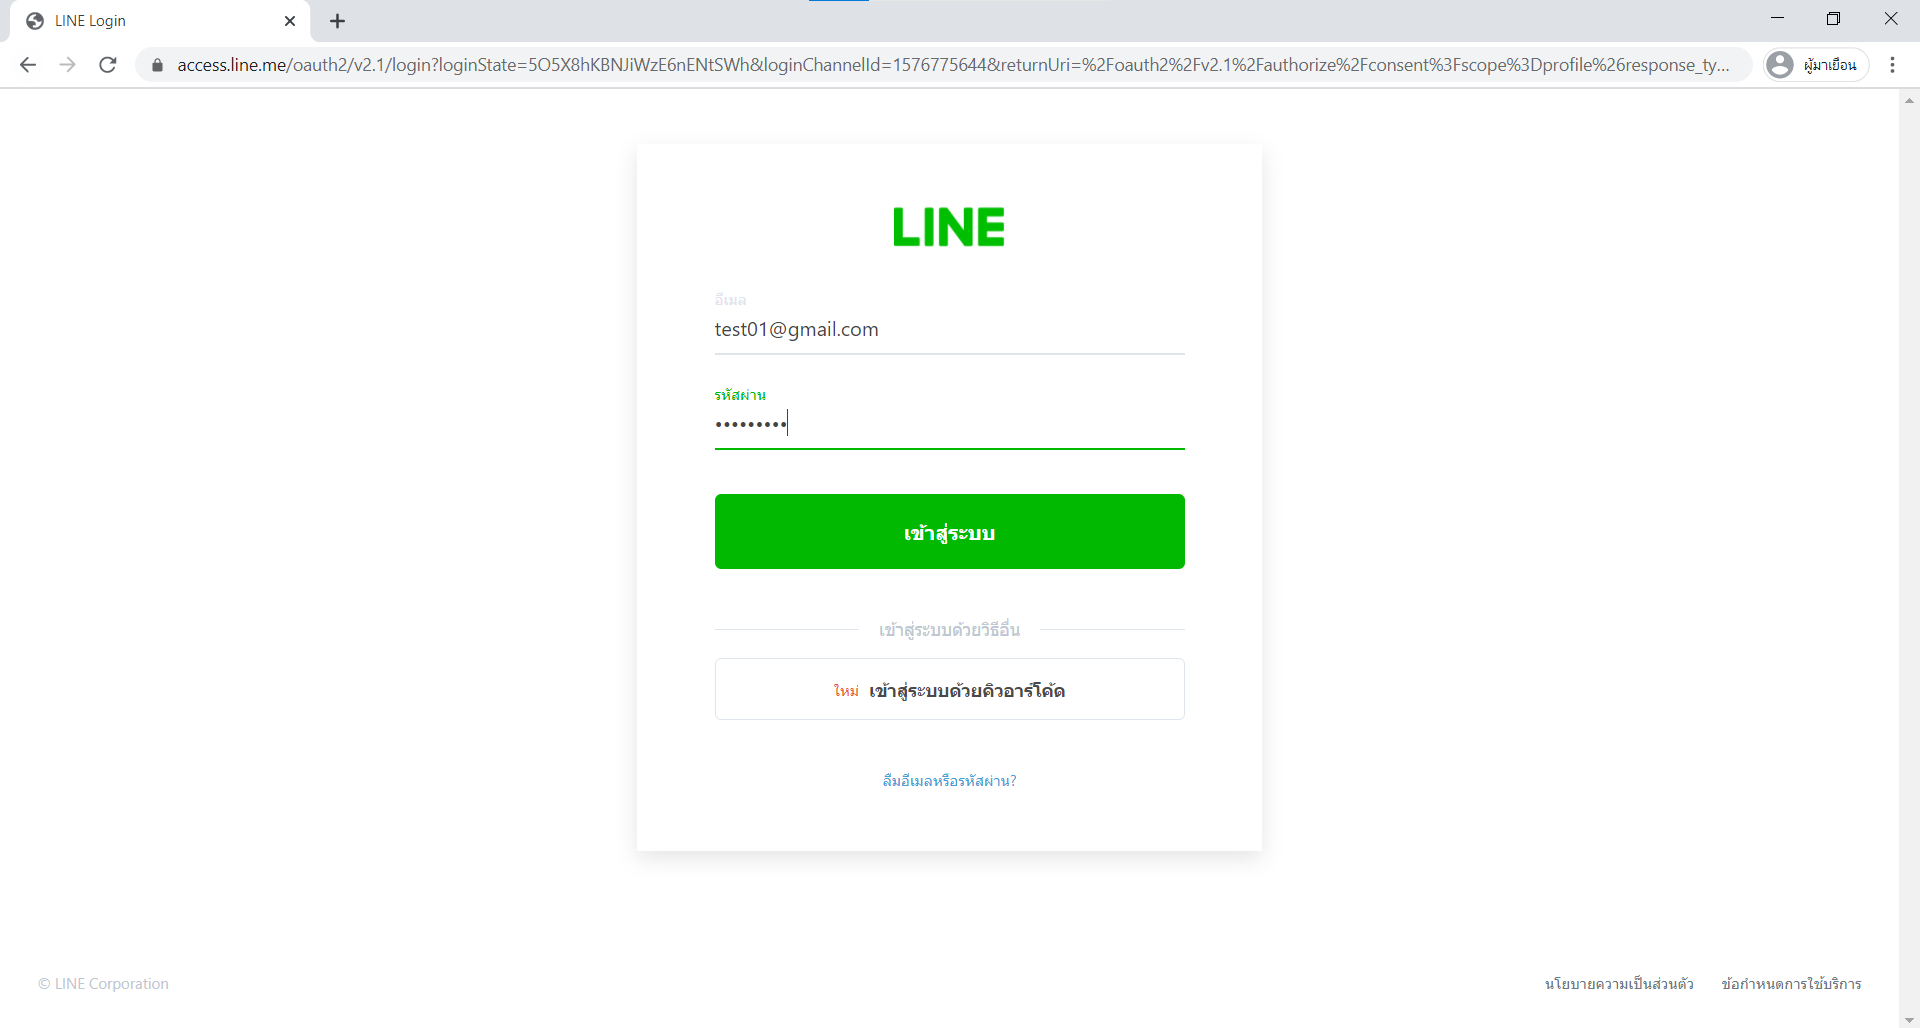 LINE Login
access.line.me/oauth2/v2.1/login?loginState=5O5X8hKBNJiWzE6nENtSWh&loginChannelId=1576775644&returnUri=%2Foauth2%2Fv2.1%2Fauthorize%2Fconsent%3Fscope%3Dprofile%26response_ty...
ผู้มาเยือน
LINE
อีเมล
test01@gmail.com
รหัสผ่าน
•••••••••
เข้าสู่ระบบ
เข้าสู่ระบบด้วยวิธีอื่น
ใหม่ เข้าสู่ระบบด้วยคิวอาร์โค้ด
ลืมอีเมลหรือรหัสผ่าน?
© LINE Corporation
นโยบายความเป็นส่วนตัว ข้อกำหนดการใช้บริการ